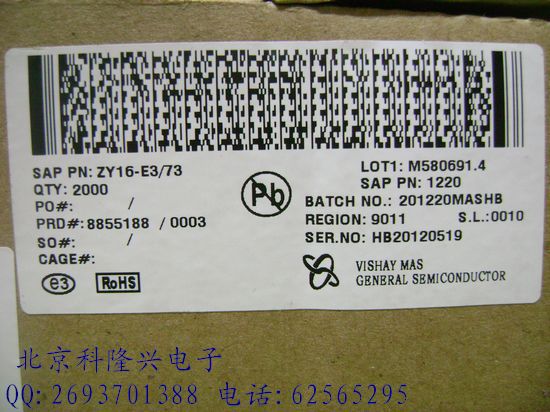 SAP PN: ZY16-E3/73
QTY: 2000
PO#: /
PRD#: 8855188 / 0003
SO#: /
CAGE#:
e3 RoHS
Pb
LOT1: M580691.4
SAP PN: 1220
BATCH NO.: 201220MASHB
REGION: 9011 S.L.:0010
SER.NO: HB20120519
VISHAY MAS
GENERAL SEMICONDUCTOR
北京科隆兴电子
QQ:2693701388 电话:62565295